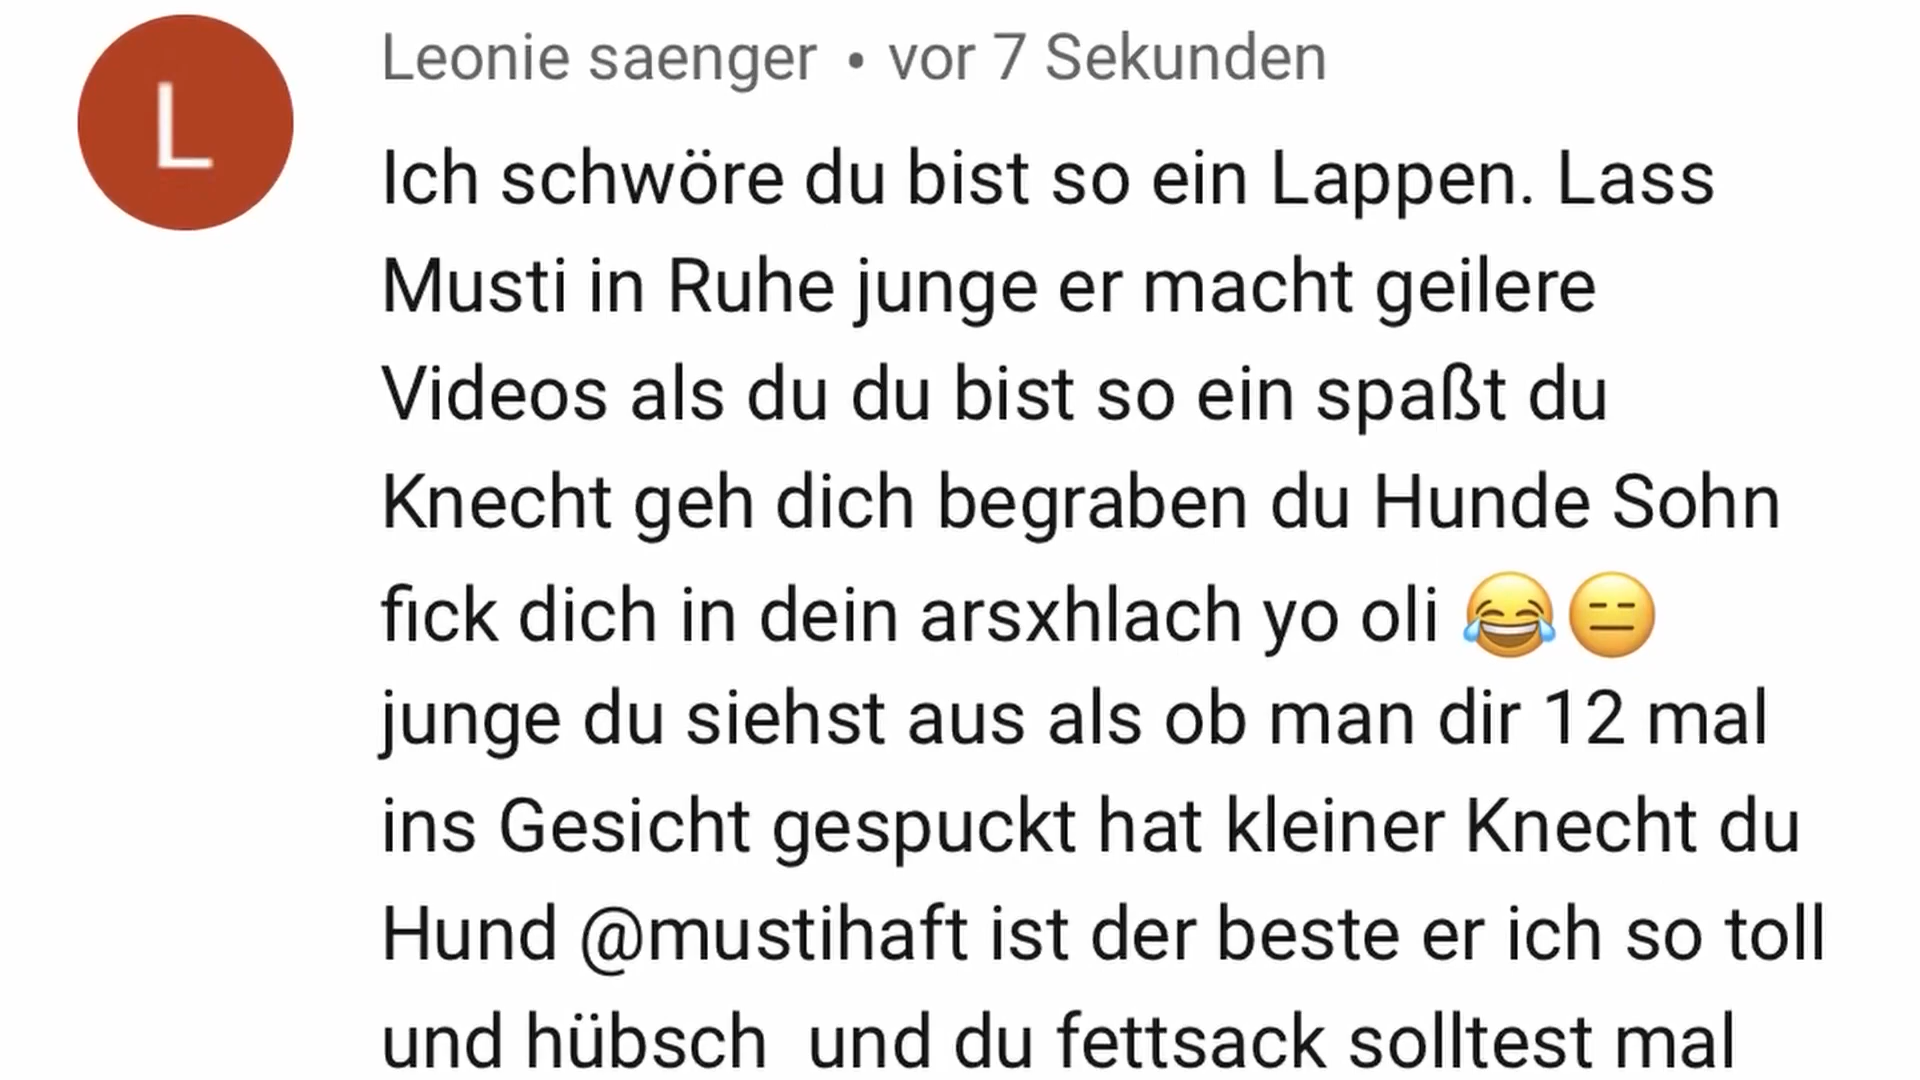 L
Leonie saenger • vor 7 Sekunden
Ich schwöre du bist so ein Lappen. Lass
Musti in Ruhe junge er macht geilere
Videos als du du bist so ein spaßt du
Knecht geh dich begraben du Hunde Sohn
fick dich in dein arsxhlach yo oli 😂😑
junge du siehst aus als ob man dir 12 mal
ins Gesicht gespuckt hat kleiner Knecht du
Hund @mustihaft ist der beste er ich so toll
und hübsch  und du fettsack solltest mal